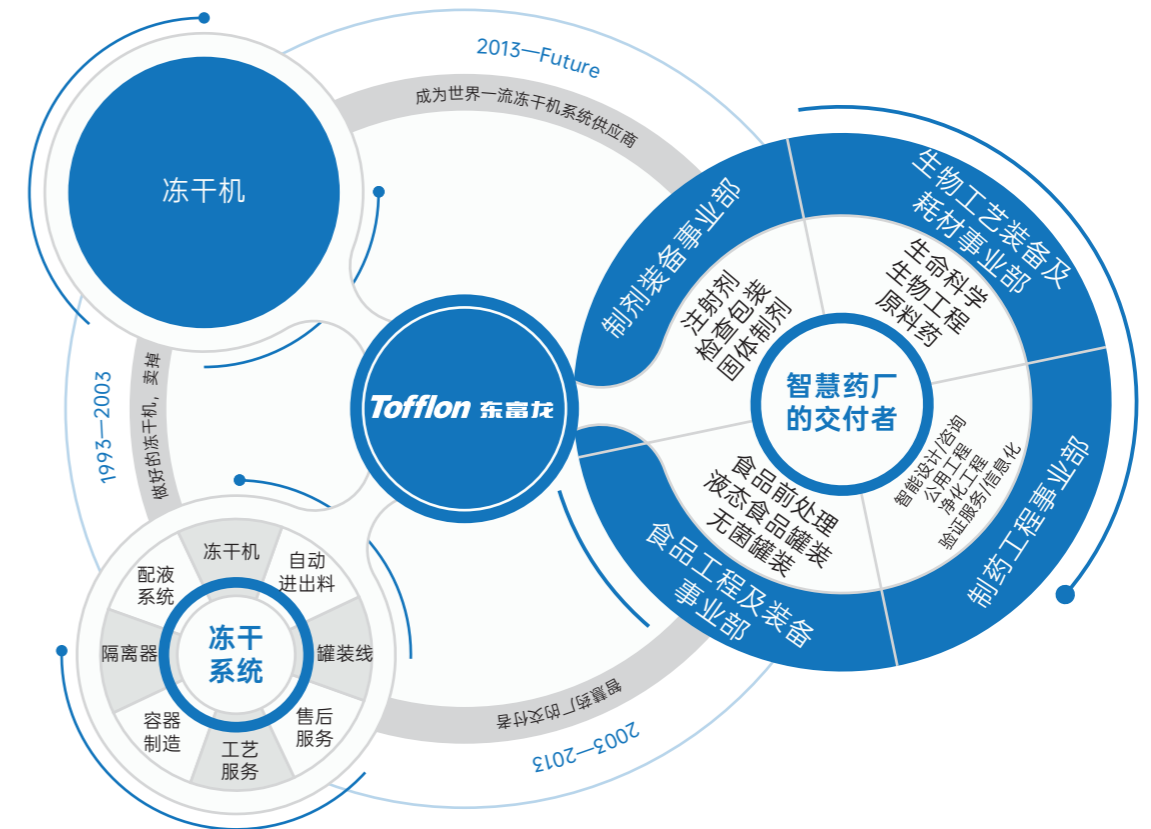 2013—Future
成为世界一流冻干机系统供应商
冻干机
1993—2003
做好的冻干机，卖掉
Tofflon 东富龙
制剂装备事业部
注射剂
检查包装
固体制剂
生物工艺装备及
耗材事业部
生命科学
生物工程
原料药
智慧药厂
的交付者
智能设计/咨询
公用工程
净化工程
验证服务/信息化
制药工程事业部
食品前处理
液态食品罐装
无菌罐装
食品工程及装备
事业部
冻干
系统
冻干机
自动
进出料
罐装线
售后
服务
工艺
服务
容器
制造
隔离器
配液
系统
智慧药厂的交付者
2003—2013